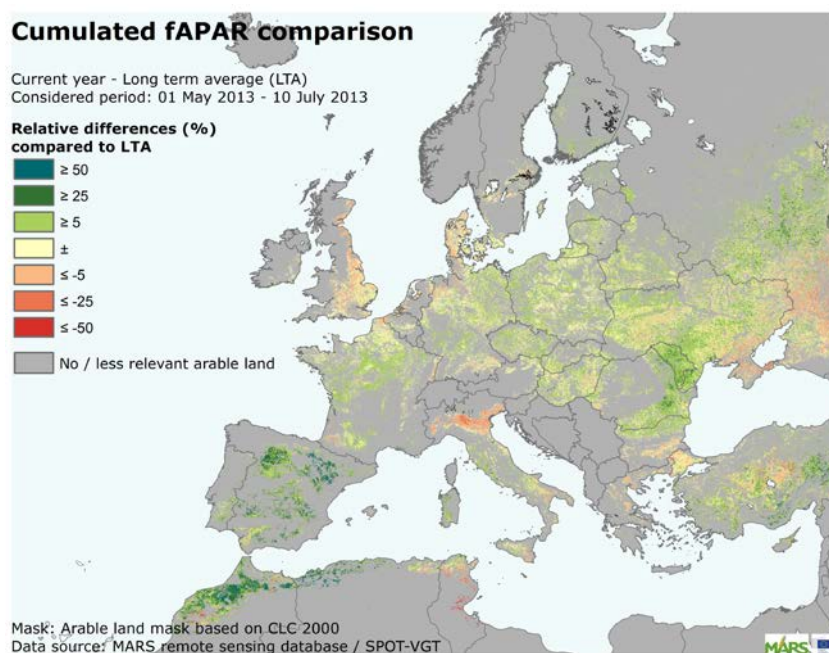 Cumulated fAPAR comparison
Current year - Long term average (LTA)
Considered period: 01 May 2013 - 10 July 2013
Relative differences (%)
compared to LTA
≥ 50
≥ 25
≥ 5
±
≤ -5
≤ -25
≤ -50
No / less relevant arable land
Mask: Arable land mask based on CLC 2000
Data source: MARS remote sensing database / SPOT-VGT
MARS